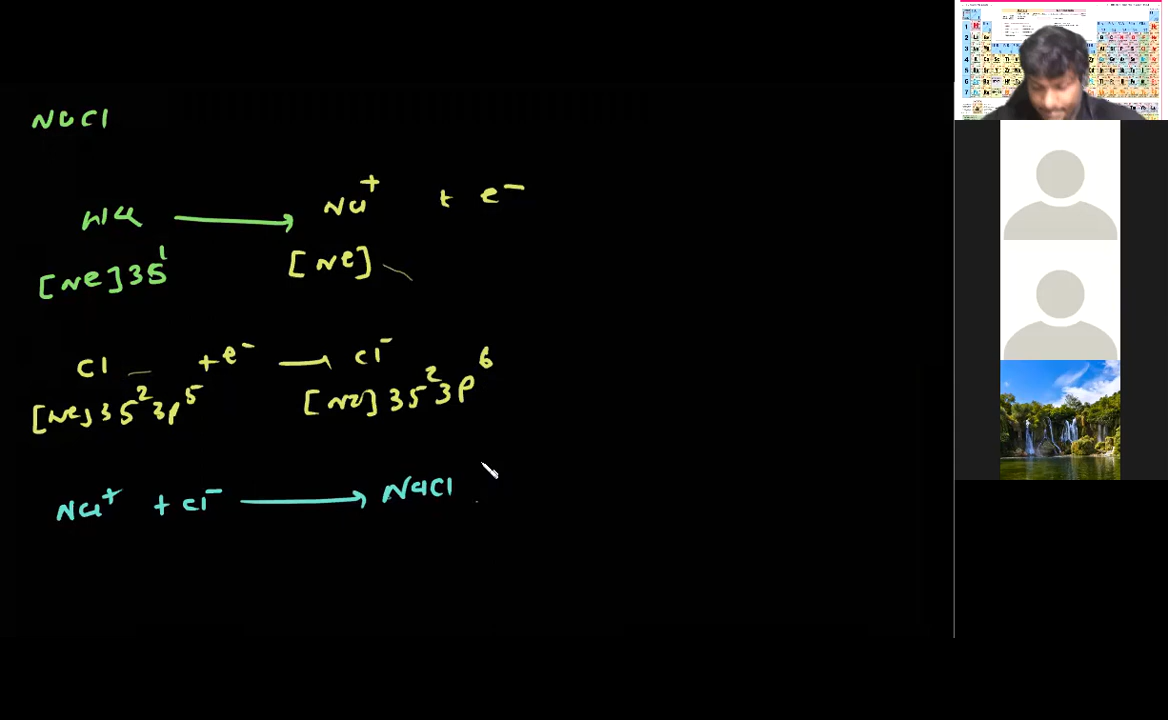 NaCl
Na → Na⁺ + e⁻
[Ne]3s¹ [Ne]
Cl + e⁻ → Cl⁻
[Ne]3s²3p⁵ [Ne]3s²3p⁶
Na⁺ + Cl⁻ → NaCl